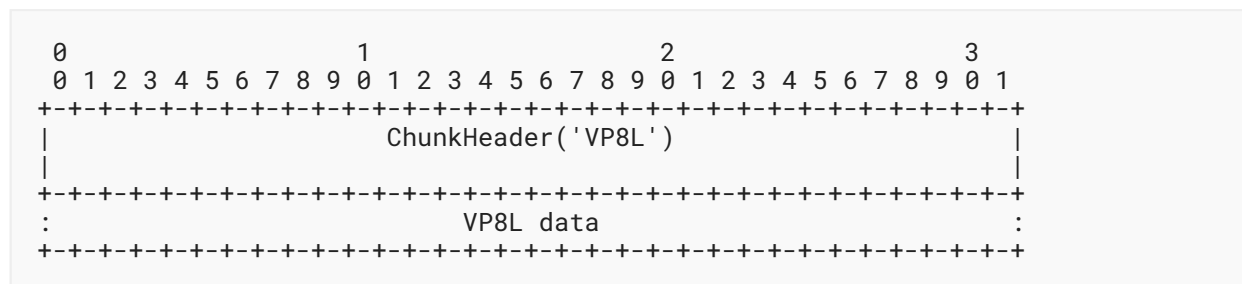 0                   1                   2                   3
 0 1 2 3 4 5 6 7 8 9 0 1 2 3 4 5 6 7 8 9 0 1 2 3 4 5 6 7 8 9 0 1
+-+-+-+-+-+-+-+-+-+-+-+-+-+-+-+-+-+-+-+-+-+-+-+-+-+-+-+-+-+-+-+-+
|                      ChunkHeader('VP8L')                      |
|                                                               |
+-+-+-+-+-+-+-+-+-+-+-+-+-+-+-+-+-+-+-+-+-+-+-+-+-+-+-+-+-+-+-+-+
:                           VP8L data                           :
+-+-+-+-+-+-+-+-+-+-+-+-+-+-+-+-+-+-+-+-+-+-+-+-+-+-+-+-+-+-+-+-+